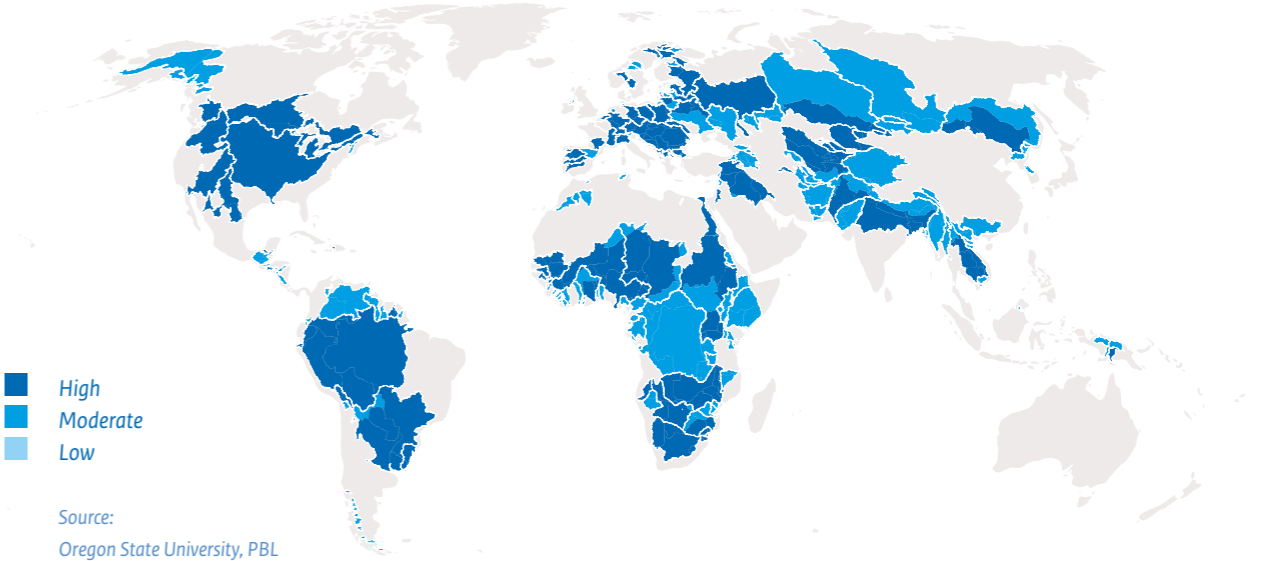 High
Moderate
Low
Source:
Oregon State University, PBL